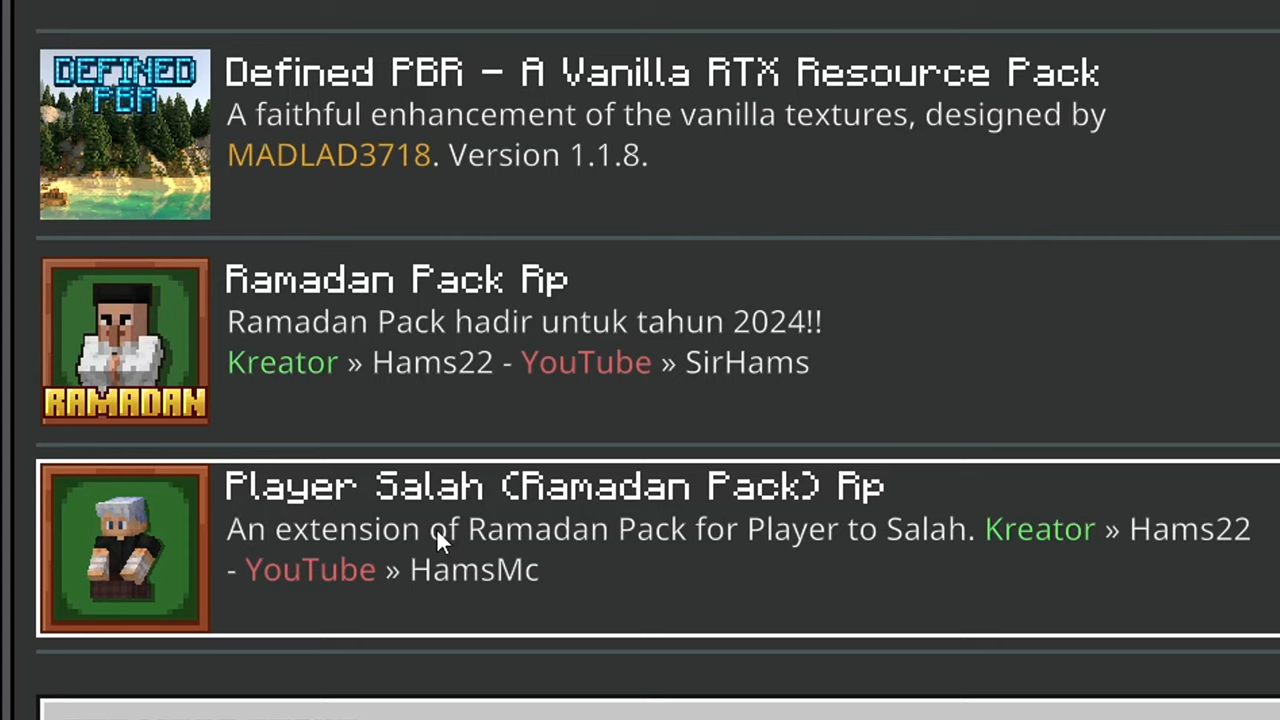 DEFINED
PBR
Defined PBR - A Vanilla RTX Resource Pack
A faithful enhancement of the vanilla textures, designed by
MADLAD3718. Version 1.1.8.
RAMADAN
Ramadan Pack Rp
Ramadan Pack hadir untuk tahun 2024!!
Kreator » Hams22 - YouTube » SirHams
Player Salah (Ramadan Pack) Rp
An extension of Ramadan Pack for Player to Salah. Kreator » Hams22
- YouTube » HamsMc